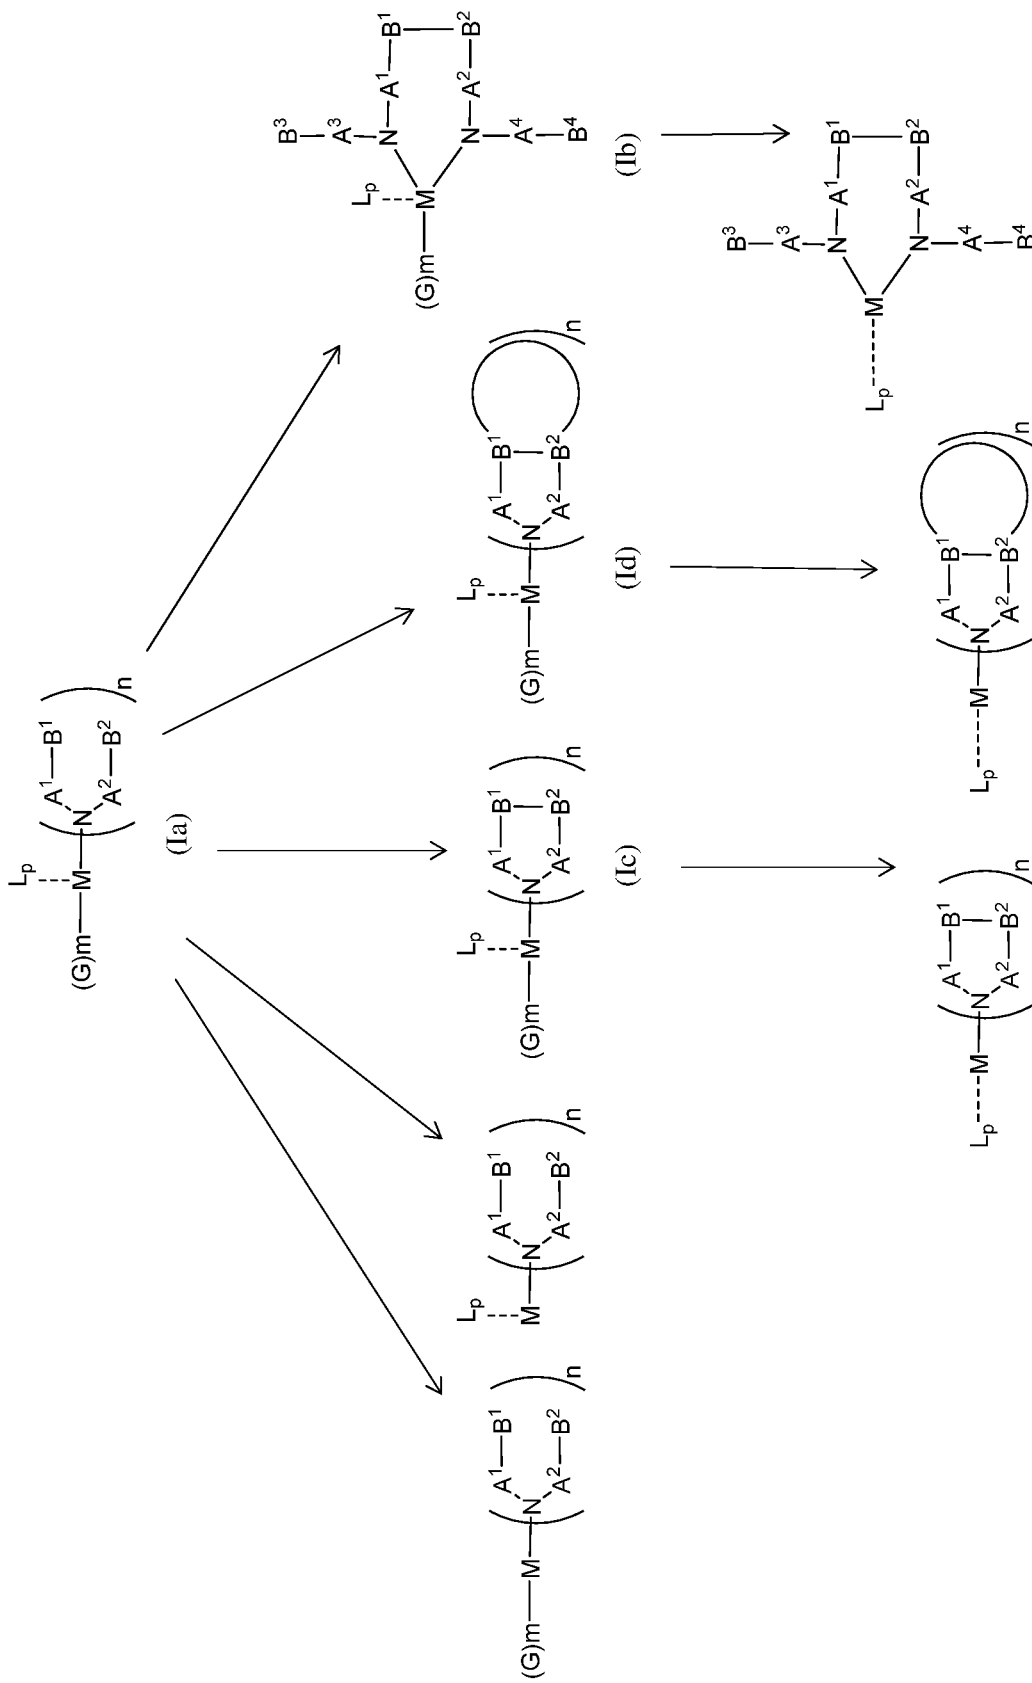 Lₚ
A¹—B¹
(G)m—M—(N
A²—B²)n
(Ia)
A¹—B¹
(G)m—M—(N
A²—B²)n
Lₚ
A¹—B¹
M—(N
A²—B²)n
Lₚ
A¹—B¹
(G)m—M—(N
A²—B²)n
(Ic)
Lₚ
A¹—B¹
(G)m—M—(N
A²—B²)n
(Id)
B³
A³
Lₚ
N—A¹—B¹
(G)m—M
N—A²—B²
A⁴
B⁴
(Ib)
A¹—B¹
Lₚ----M—(N
A²—B²)n
A¹—B¹
Lₚ----M—(N
A²—B²)n
B³
A³
N—A¹—B¹
Lₚ----M
N—A²—B²
A⁴
B⁴